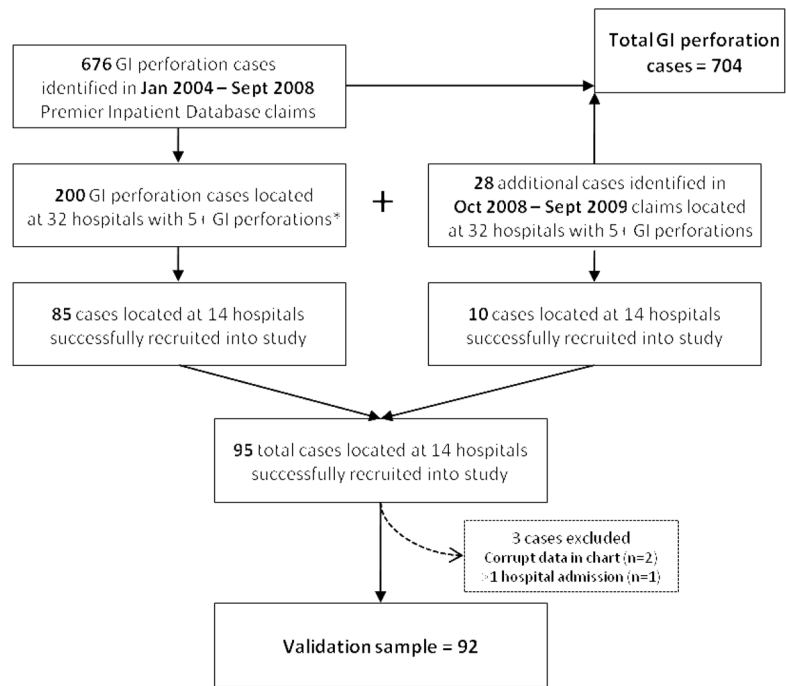 676 GI perforation cases
identified in Jan 2004 – Sept 2008
Premier Inpatient Database claims
Total GI perforation
cases = 704
200 GI perforation cases located
at 32 hospitals with 5+ GI perforations*
+
28 additional cases identified in
Oct 2008 – Sept 2009 claims located
at 32 hospitals with 5+ GI perforations
85 cases located at 14 hospitals
successfully recruited into study
10 cases located at 14 hospitals
successfully recruited into study
95 total cases located at 14 hospitals
successfully recruited into study
3 cases excluded
Corrupt data in chart (n=2)
>1 hospital admission (n=1)
Validation sample = 92